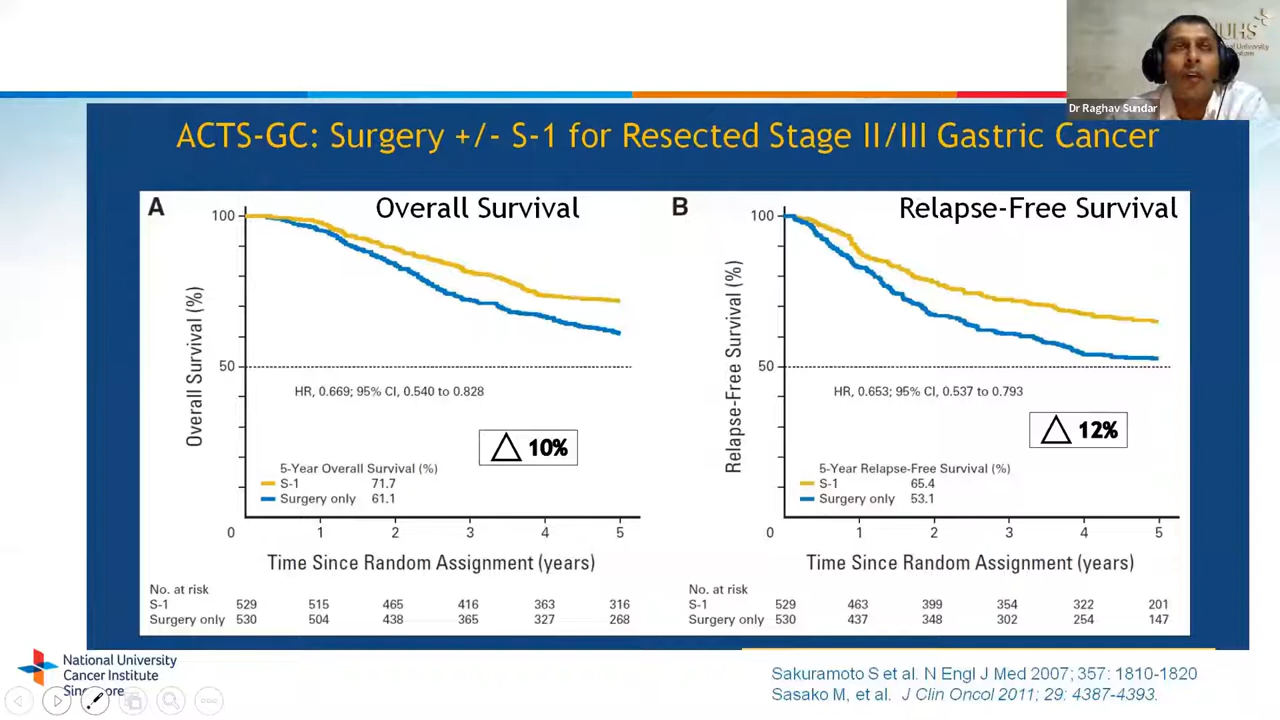 NUHS
Dr Raghav Sundar
ACTS-GC: Surgery +/- S-1 for Resected Stage II/III Gastric Cancer
A
Overall Survival
100
50
0
Overall Survival (%)
HR, 0.669; 95% CI, 0.540 to 0.828
△ 10%
5-Year Overall Survival (%)
S-1 71.7
Surgery only 61.1
1 2 3 4 5
Time Since Random Assignment (years)
No. at risk
S-1 529 515 465 416 363 316
Surgery only 530 504 438 365 327 268
B
Relapse-Free Survival
100
50
0
Relapse-Free Survival (%)
HR, 0.653; 95% CI, 0.537 to 0.793
△ 12%
5-Year Relapse-Free Survival (%)
S-1 65.4
Surgery only 53.1
1 2 3 4 5
Time Since Random Assignment (years)
No. at risk
S-1 529 463 399 354 322 201
Surgery only 530 437 348 302 254 147
National University
Cancer Institute
Singapore
Sakuramoto S et al. N Engl J Med 2007; 357: 1810-1820
Sasako M, et al. J Clin Oncol 2011; 29: 4387-4393.